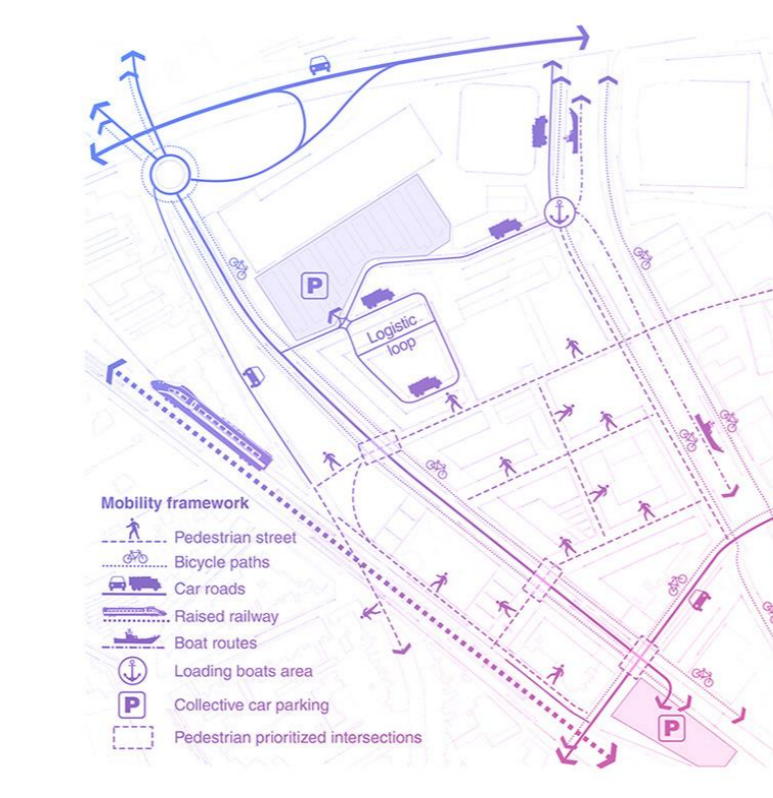 P
Logistic
loop
Mobility framework
Pedestrian street
Bicycle paths
Car roads
Raised railway
Boat routes
Loading boats area
P Collective car parking
Pedestrian prioritized intersections
P